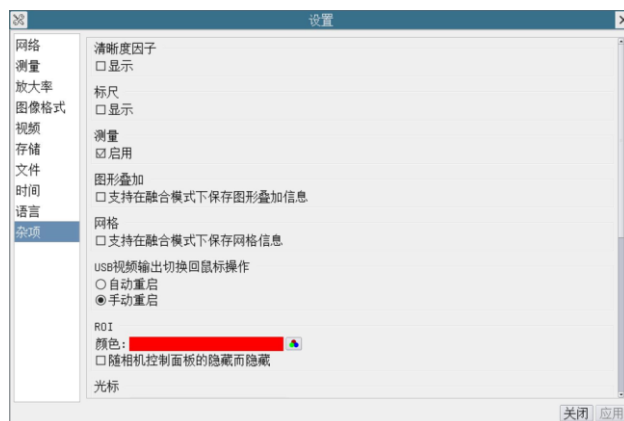 设置
网络
测量
放大率
图像格式
视频
存储
文件
时间
语言
杂项
清晰度因子
显示
标尺
显示
测量
启用
图形叠加
支持在融合模式下保存图形叠加信息
网格
支持在融合模式下保存网格信息
USB视频输出切换回鼠标操作
自动重启
手动重启
ROI
颜色:
随相机控制面板的隐藏而隐藏
光标
关闭 应用